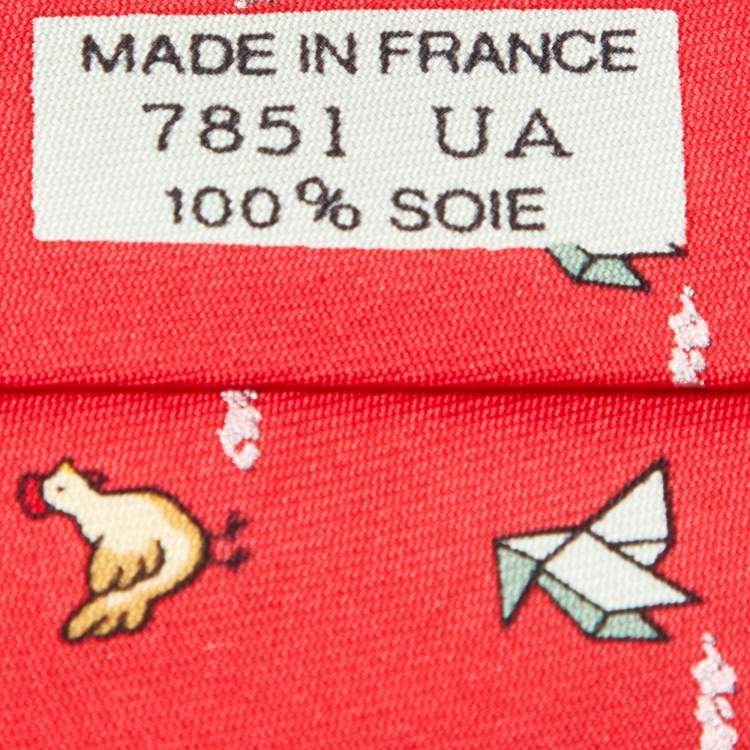 MADE IN FRANCE
7851 UA
100% SOIE